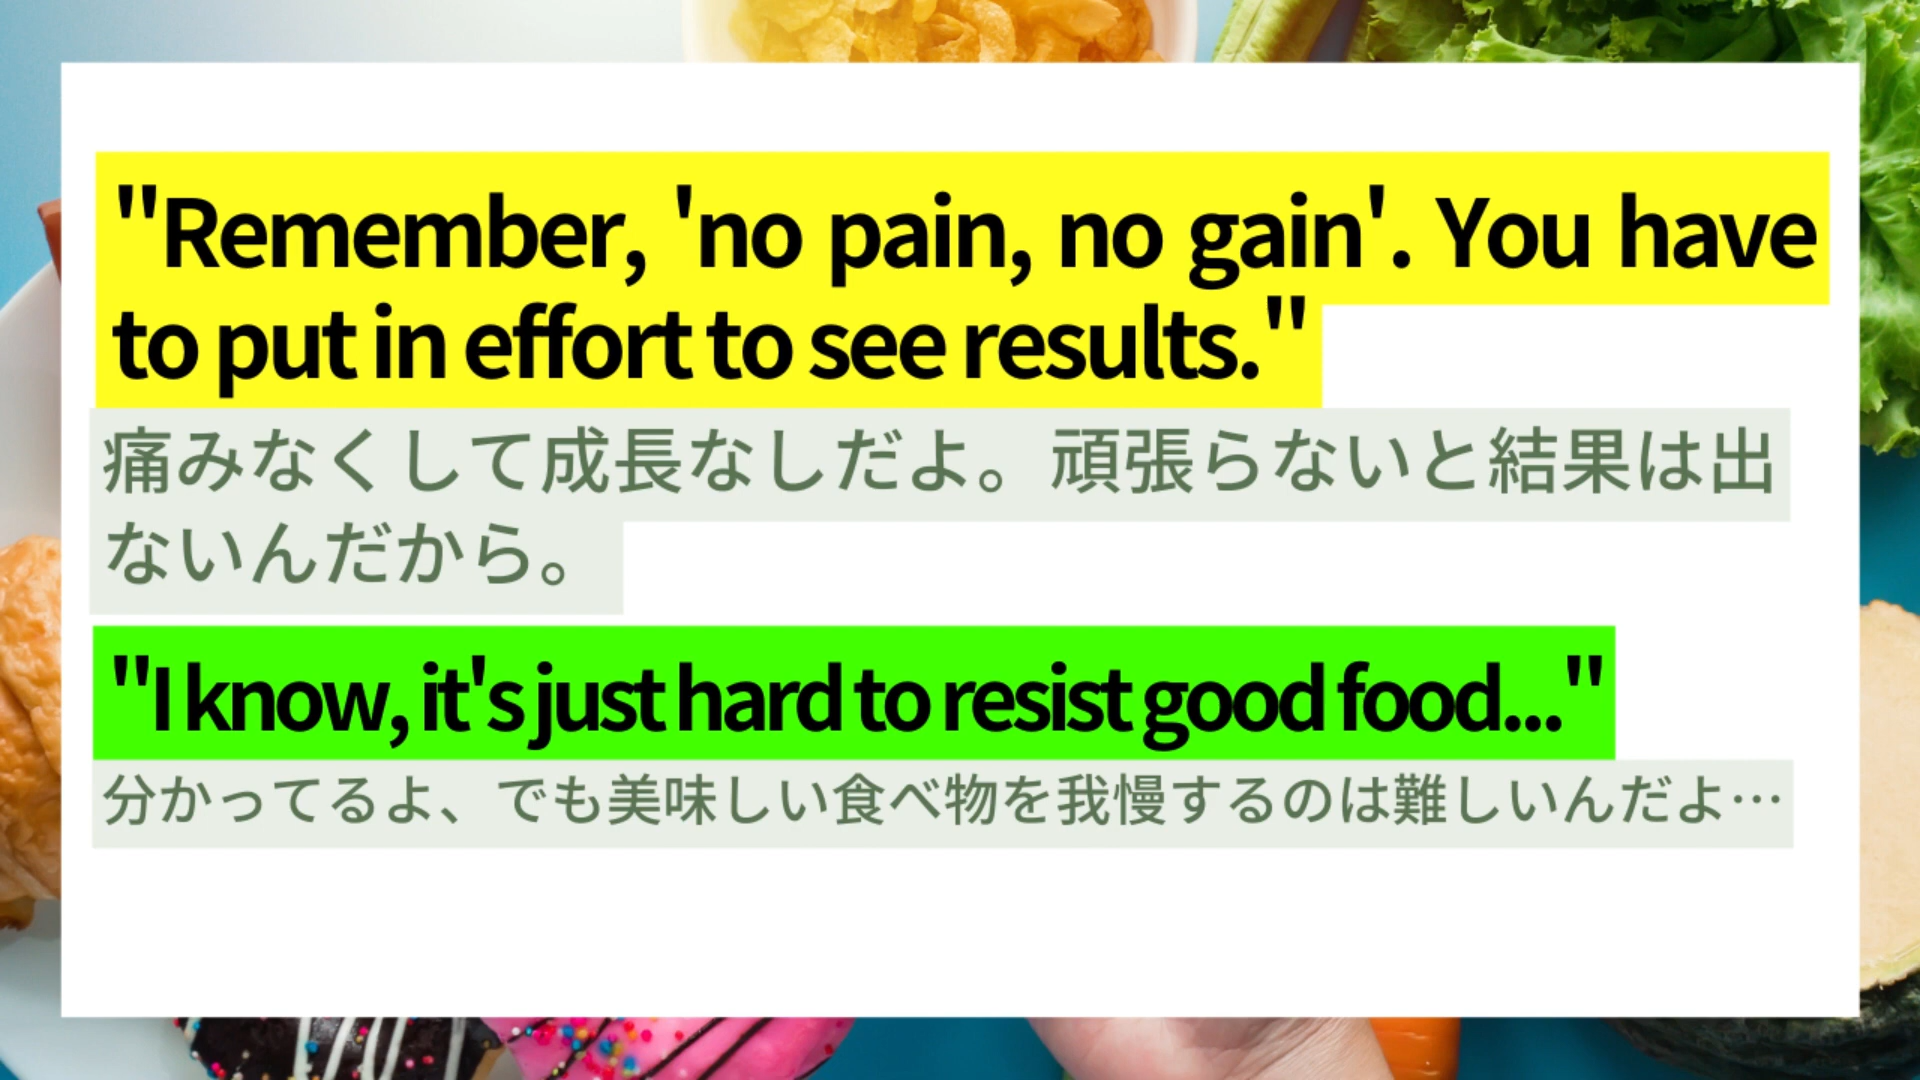 "Remember, 'no pain, no gain'. You have
to put in effort to see results."
痛みなくして成長なしだよ。頑張らないと結果は出
ないんだから。
"I know, it's just hard to resist good food..."
分かってるよ、でも美味しい食べ物を我慢するのは難しいんだよ…